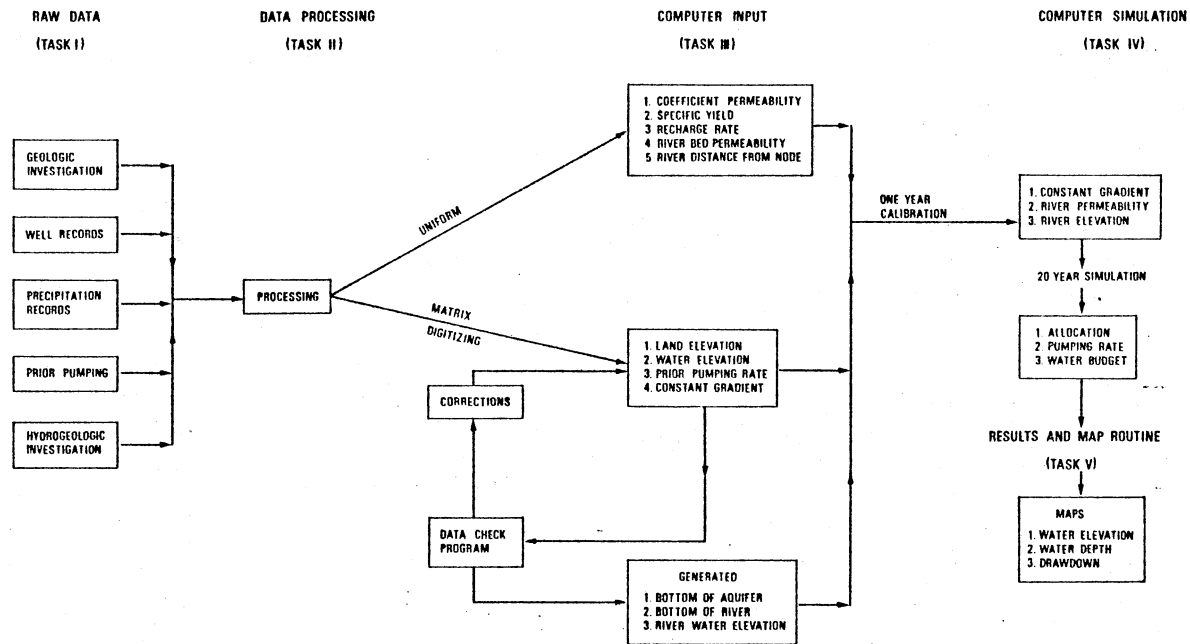 RAW DATA
(TASK I)
DATA PROCESSING
(TASK II)
COMPUTER INPUT
(TASK III)
COMPUTER SIMULATION
(TASK IV)
GEOLOGIC
INVESTIGATION
WELL RECORDS
PRECIPITATION
RECORDS
PRIOR PUMPING
HYDROGEOLOGIC
INVESTIGATION
PROCESSING
UNIFORM
MATRIX
DIGITIZING
1. COEFFICIENT PERMEABILITY
2. SPECIFIC YIELD
3 RECHARGE RATE
4 RIVER BED PERMEABILITY
5 RIVER DISTANCE FROM NODE
1. LAND ELEVATION
2. WATER ELEVATION
3. PRIOR PUMPING RATE
4. CONSTANT GRADIENT
CORRECTIONS
DATA CHECK
PROGRAM
GENERATED
1. BOTTOM OF AQUIFER
2. BOTTOM OF RIVER
3. RIVER WATER ELEVATION
ONE YEAR
CALIBRATION
1. CONSTANT GRADIENT
2. RIVER PERMEABILITY
3. RIVER ELEVATION
20 YEAR SIMULATION
1. ALLOCATION
2. PUMPING RATE
3. WATER BUDGET
RESULTS AND MAP ROUTINE
(TASK V)
MAPS
1. WATER ELEVATION
2. WATER DEPTH
3. DRAWDOWN